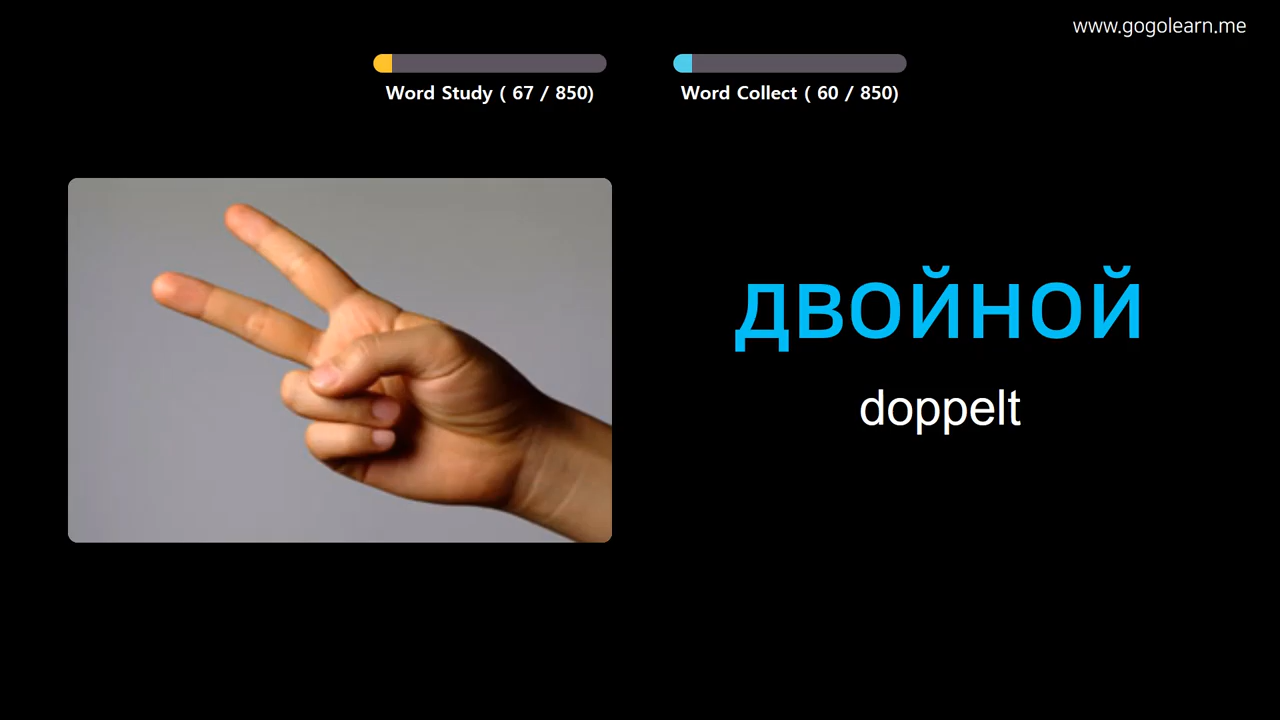 www.gogolearn.me
Word Study ( 67 / 850)
Word Collect ( 60 / 850)
двойной
doppelt